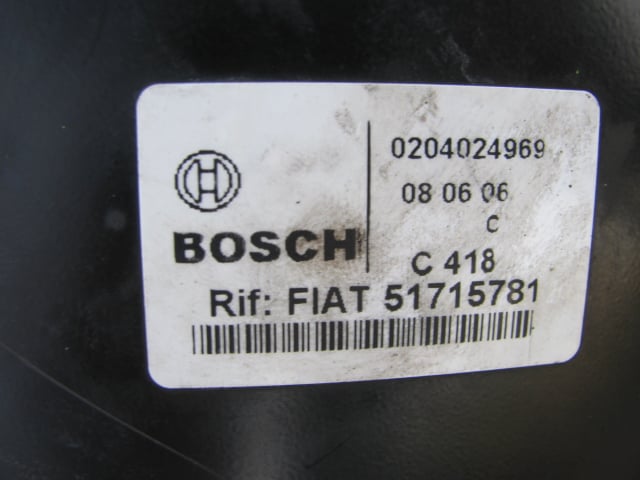 0204024969
08 06 06
C
BOSCH
C 418
Rif: FIAT 51715781